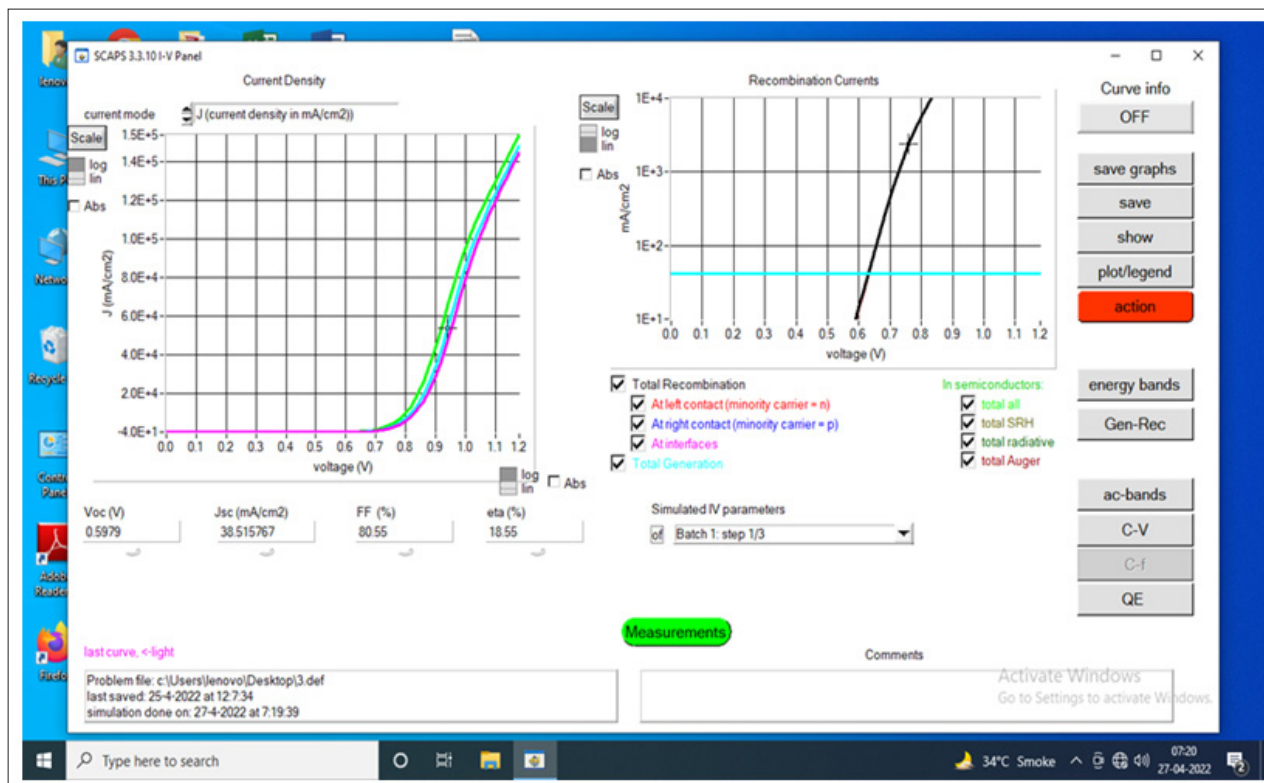 SCAPS 3.3.10 I-V Panel
Current Density
current mode J (current density in mA/cm2))
Scale
log
lin
Abs
1.5E+5
1.4E+5
1.2E+5
1.0E+5
8.0E+4
6.0E+4
4.0E+4
2.0E+4
-4.0E+1
J (mA/cm2)
0.0 0.1 0.2 0.3 0.4 0.5 0.6 0.7 0.8 0.9 1.0 1.1 1.2
voltage (V)
log
lin
Abs
Recombination Currents
Scale
log
lin
Abs
1E+4
1E+3
1E+2
1E+1
mA/cm2
0.0 0.1 0.2 0.3 0.4 0.5 0.6 0.7 0.8 0.9 1.0 1.1 1.2
voltage (V)
Total Recombination
At left contact (minority carrier = n)
At right contact (minority carrier = p)
At interfaces
Total Generation
In semiconductors:
total all
total SRH
total radiative
total Auger
Curve info
OFF
save graphs
save
show
plot/legend
action
energy bands
Gen-Rec
ac-bands
C-V
C-f
QE
Voc (V) Jsc (mA/cm2) FF (%) eta (%)
0.5979 38.515767 80.55 18.55
Simulated IV parameters
of Batch 1: step 1/3
Measurements
last curve, <-light
Problem file: c:\Users\lenovo\Desktop\3.def
last saved: 25-4-2022 at 12:7:34
simulation done on: 27-4-2022 at 7:19:39
Comments
Activate Windows
Go to Settings to activate Windows.
lenov
This P
Netwo
Recycle
Contr
Pane
Adob
Reade
Firefo
Type here to search
34°C Smoke
07:20
27-04-2022
2